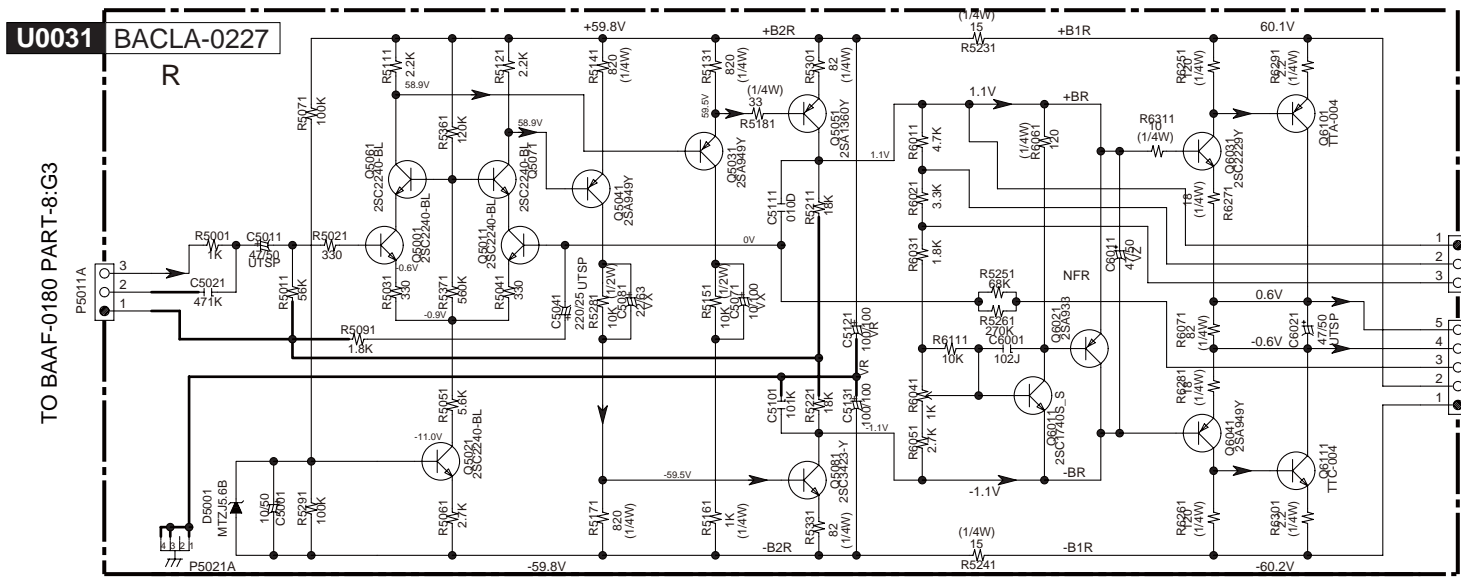 U0031 BACLA-0227
R
TO BAAF-0180 PART-8:G3
P5011A
3
2
1
R5001
1K
C5011
47/50
UTSP
C5021
471K
R5011
56K
R5021
330
R5091
1.8K
R5071
100K
R5111
2.2K
58.9V
R5361
120K
R5121
2.2K
58.9V
Q5061
2SC2240-BL
2SC2240-BL
Q5071
Q5001
2SC2240-BL
Q5011
2SC2240-BL
-0.6V
R5031
330
R5371
560K
R5041
330
-0.9V
R5051
5.6K
-11.0V
Q5021
2SC2240-BL
R5061
2.7K
D5001
MTZJ5.6B
10/50
C5001
R5291
100K
4 3 2 1
P5021A
-59.8V
+59.8V
R5141
820
(1/4W)
Q5041
2SA949Y
C5041
220/25 UTSP
R5281
10K (1/2W)
C5081
VX
R5171
820
(1/4W)
-59.5V
R5131
820
(1/4W)
59.5V
(1/4W)
33
R5181
Q5031
2SA949Y
R5151
10K (1/2W)
C5071
10/100
VX
R5161
1K
(1/4W)
+B2R
R5301
82
(1/4W)
Q5051
2SA1360Y
1.1V
C5111
010D
R5211
18K
0V
C5121
100/100
VR
C5101
101K
R5221
18K
C5131
100/100
-1.1V
Q5081
2SC3423-Y
R5331
82
(1/4W)
-B2R
(1/4W)
15
R5231
+B1R
1.1V
+BR
R6011
4.7K
(1/4W)
R6061
120
R6021
3.3K
R6031
1.8K
R5251
68K
R5261
270K
NFR
R6111
10K
C6001
102J
Q6021
2SA933
R6041
1K
R6051
2.7K
Q6011
2SC1740S_S
-1.1V
-BR
(1/4W)
15
R5241
-B1R
C6011
47/50
VZ
R6311
10
(1/4W)
60.1V
R6251
120
(1/4W)
R6291
2.2
(1/4W)
Q6101
TTA-004
Q6031
2SC2229Y
18
(1/4W)
R6271
0.6V
R6071
82
(1/4W)
C6021
47/50
UTSP
-0.6V
R6281
18
(1/4W)
Q6041
2SA949Y
Q6111
TTC-004
R6261
120
(1/4W)
R6301
2.2
(1/4W)
-60.2V
1
2
3
5
4
3
2
1